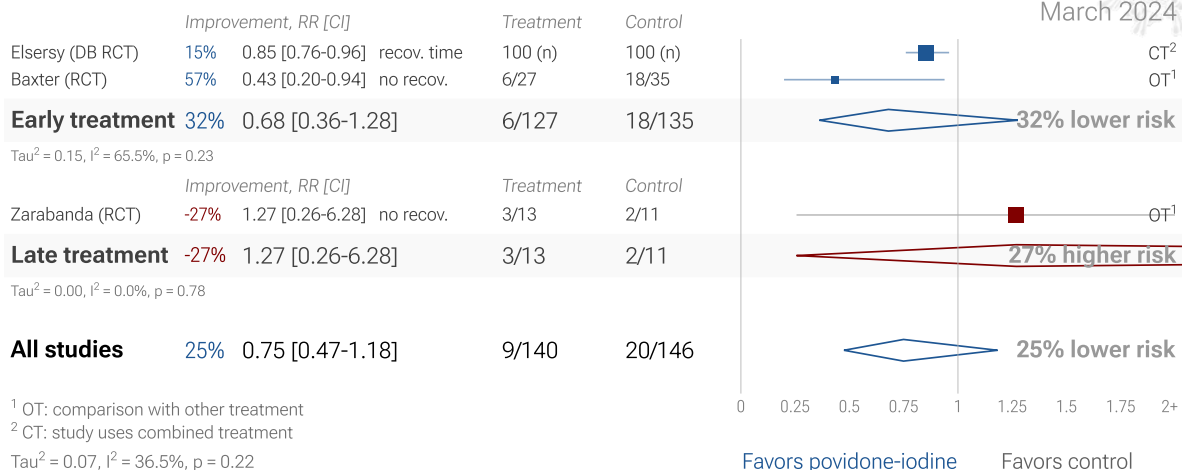 March 2024
Improvement, RR [CI] Treatment Control
Elsersy (DB RCT) 15% 0.85 [0.76-0.96] recov. time 100 (n) 100 (n) CT²
Baxter (RCT) 57% 0.43 [0.20-0.94] no recov. 6/27 18/35 OT¹
Early treatment 32% 0.68 [0.36-1.28] 6/127 18/135 32% lower risk
Tau² = 0.15, I² = 65.5%, p = 0.23
Improvement, RR [CI] Treatment Control
Zarabanda (RCT) -27% 1.27 [0.26-6.28] no recov. 3/13 2/11 OT¹
Late treatment -27% 1.27 [0.26-6.28] 3/13 2/11 27% higher risk
Tau² = 0.00, I² = 0.0%, p = 0.78
All studies 25% 0.75 [0.47-1.18] 9/140 20/146 25% lower risk
0 0.25 0.5 0.75 1 1.25 1.5 1.75 2+
¹ OT: comparison with other treatment
² CT: study uses combined treatment
Tau² = 0.07, I² = 36.5%, p = 0.22
Favors povidone-iodine Favors control